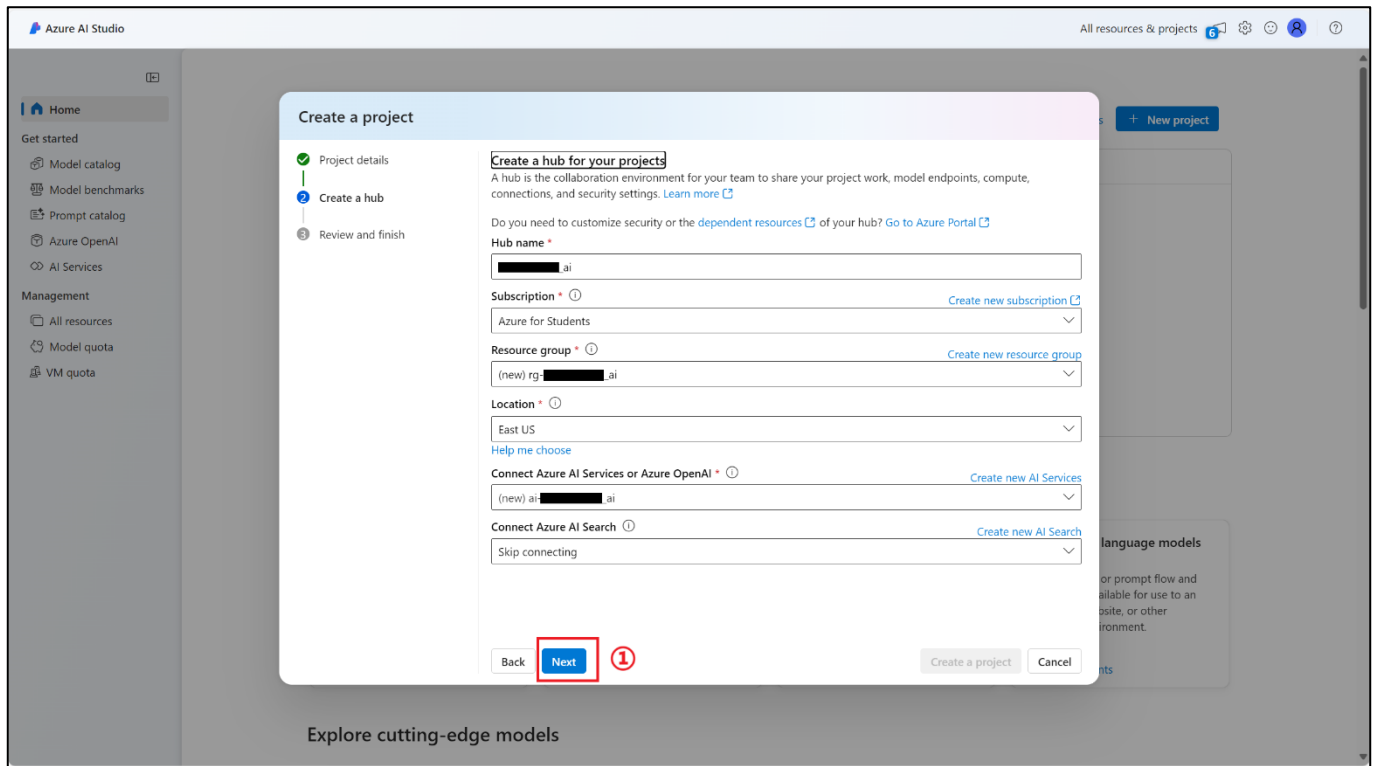 Azure AI Studio
All resources & projects
6
Home
Get started
Model catalog
Model benchmarks
Prompt catalog
Azure OpenAI
AI Services
Management
All resources
Model quota
VM quota
s
+ New project
Create a project
Project details
2 Create a hub
3 Review and finish
Create a hub for your projects
A hub is the collaboration environment for your team to share your project work, model endpoints, compute,
connections, and security settings. Learn more
Do you need to customize security or the dependent resources of your hub? Go to Azure Portal
Hub name *
_ai
Subscription *
Create new subscription
Azure for Students
Resource group *
Create new resource group
(new) rg- _ai
Location *
East US
Help me choose
Connect Azure AI Services or Azure OpenAI *
Create new AI Services
(new) ai- _ai
Connect Azure AI Search
Create new AI Search
Skip connecting
Back
Next
①
Create a project
Cancel
language models
or prompt flow and
ailable for use to an
bsite, or other
ironment.
nts
Explore cutting-edge models